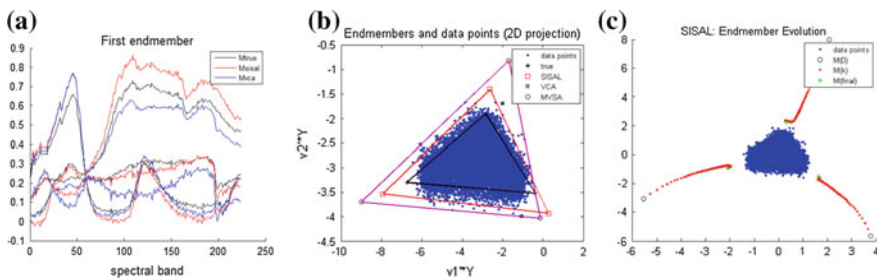 (a)
First endmember
Mtrue
Msisal
Mvca
0.9
0.8
0.7
0.6
0.5
0.4
0.3
0.2
0.1
0
-0.1
0 50 100 150 200 250
spectral band
(b)
Endmembers and data points (2D projection)
data points
true
SISAL
VCA
MVSA
-0.5
-1
-1.5
-2
-2.5
-3
-3.5
-4
-4.5
-10 -8 -6 -4 -2 0 2
v1'*Y
v2'*Y
(c)
SISAL: Endmember Evolution
data points
M(0)
M(k)
M(final)
8
6
4
2
0
-2
-4
-6
-6 -5 -4 -3 -2 -1 0 1 2 3 4